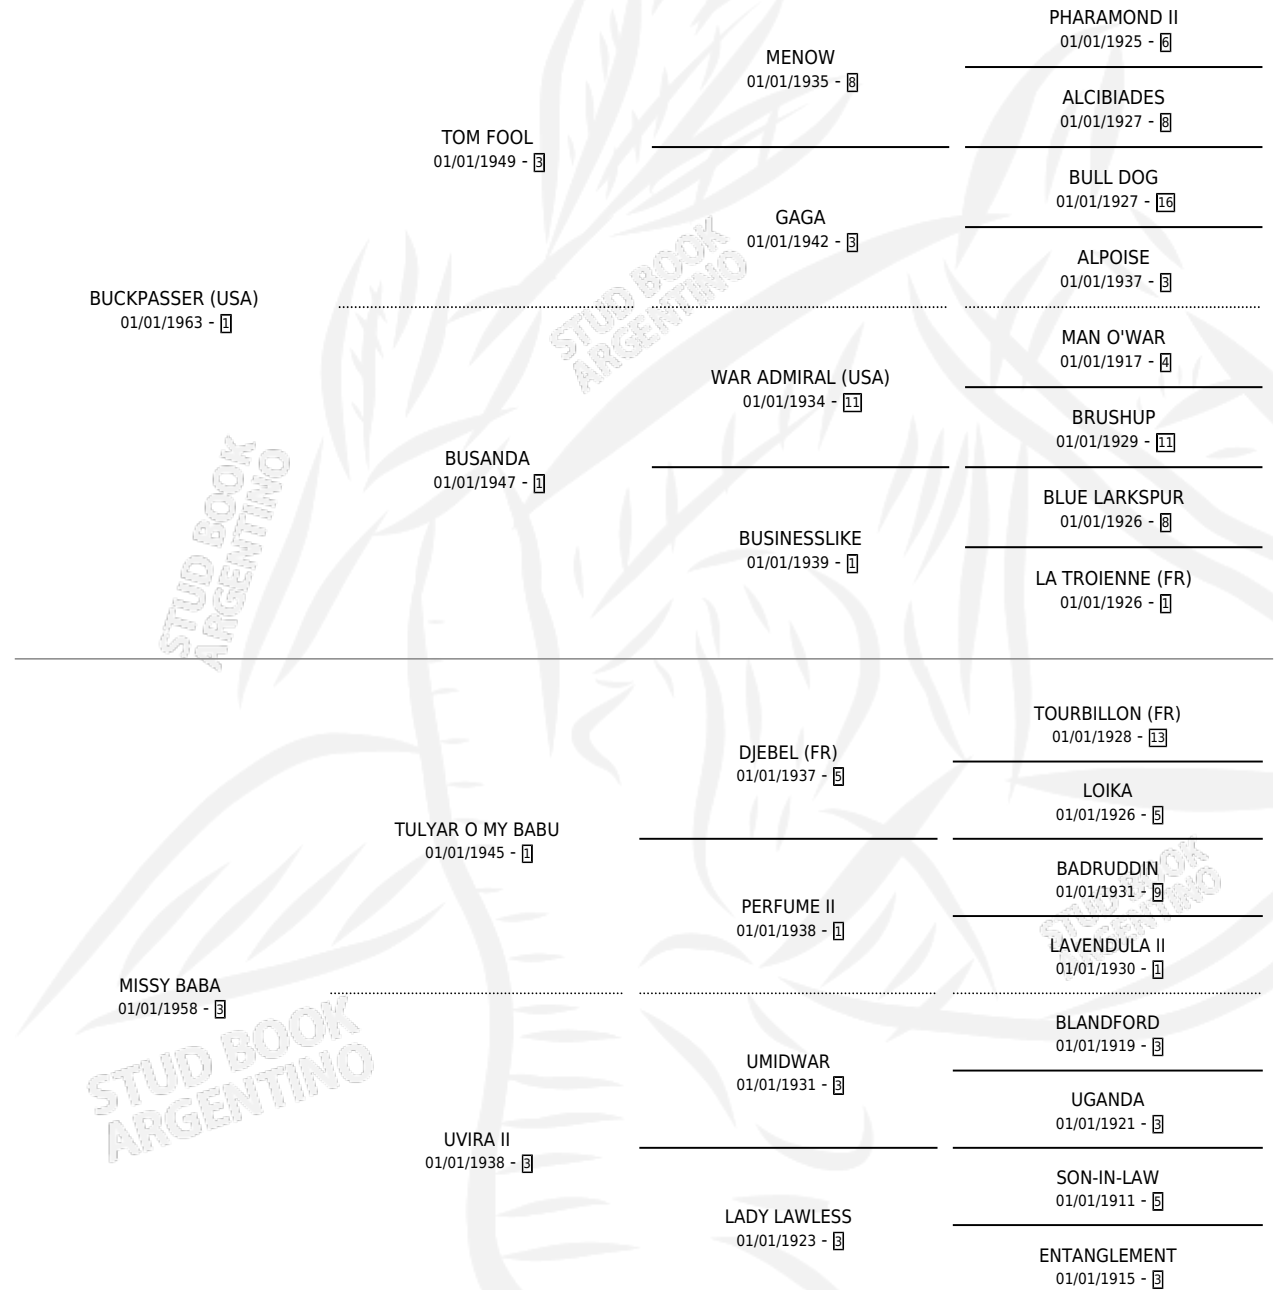 PHARAMOND II
01/01/1925 - 6
MENOW
01/01/1935 - 8
ALCIBIADES
01/01/1927 - 8
TOM FOOL
01/01/1949 - 3
BULL DOG
01/01/1927 - 16
GAGA
01/01/1942 - 3
ALPOISE
01/01/1937 - 3
BUCKPASSER (USA)
01/01/1963 - 1
MAN O'WAR
01/01/1917 - 4
WAR ADMIRAL (USA)
01/01/1934 - 11
BRUSHUP
01/01/1929 - 11
BUSANDA
01/01/1947 - 1
BLUE LARKSPUR
01/01/1926 - 8
BUSINESSLIKE
01/01/1939 - 1
LA TROIENNE (FR)
01/01/1926 - 1
TOURBILLON (FR)
01/01/1928 - 13
DJEBEL (FR)
01/01/1937 - 5
LOIKA
01/01/1926 - 5
TULYAR O MY BABU
01/01/1945 - 1
BADRUDDIN
01/01/1931 - 9
PERFUME II
01/01/1938 - 1
LAVENDULA II
01/01/1930 - 1
MISSY BABA
01/01/1958 - 3
BLANDFORD
01/01/1919 - 3
UMIDWAR
01/01/1931 - 3
UGANDA
01/01/1921 - 3
UVIRA II
01/01/1938 - 3
SON-IN-LAW
01/01/1911 - 5
LADY LAWLESS
01/01/1923 - 3
ENTANGLEMENT
01/01/1915 - 3
STUD BOOK
ARGENTINO
STUD BOOK
ARGENTINO
STUD BOOK
ARGENTINO
STUD BOOK
ARGENTINO